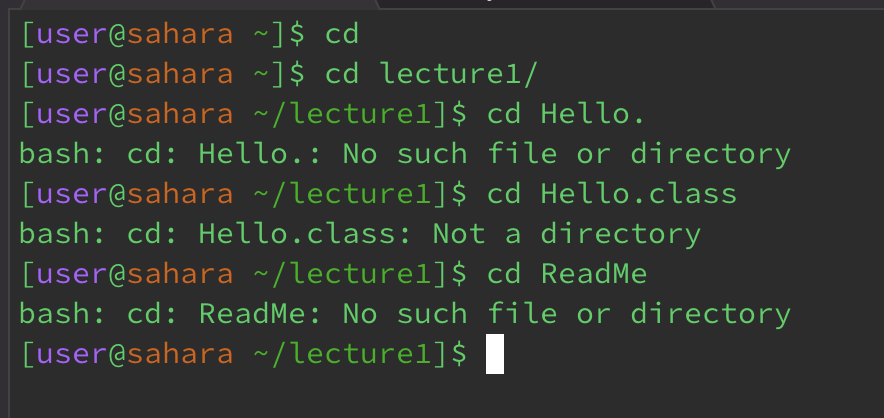 [user@sahara ~]$ cd
[user@sahara ~]$ cd lecture1/
[user@sahara ~/lecture1]$ cd Hello.
bash: cd: Hello.: No such file or directory
[user@sahara ~/lecture1]$ cd Hello.class
bash: cd: Hello.class: Not a directory
[user@sahara ~/lecture1]$ cd ReadMe
bash: cd: ReadMe: No such file or directory
[user@sahara ~/lecture1]$